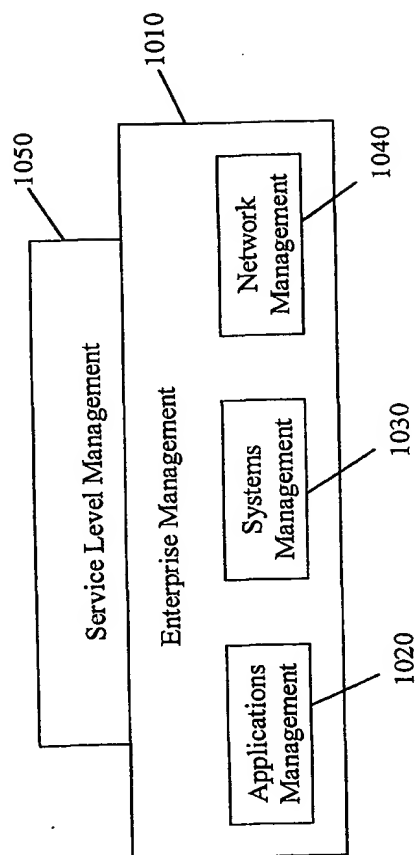 1050
Service Level Management
1010
Enterprise Management
Applications
Management
Systems
Management
Network
Management
1020
1030
1040